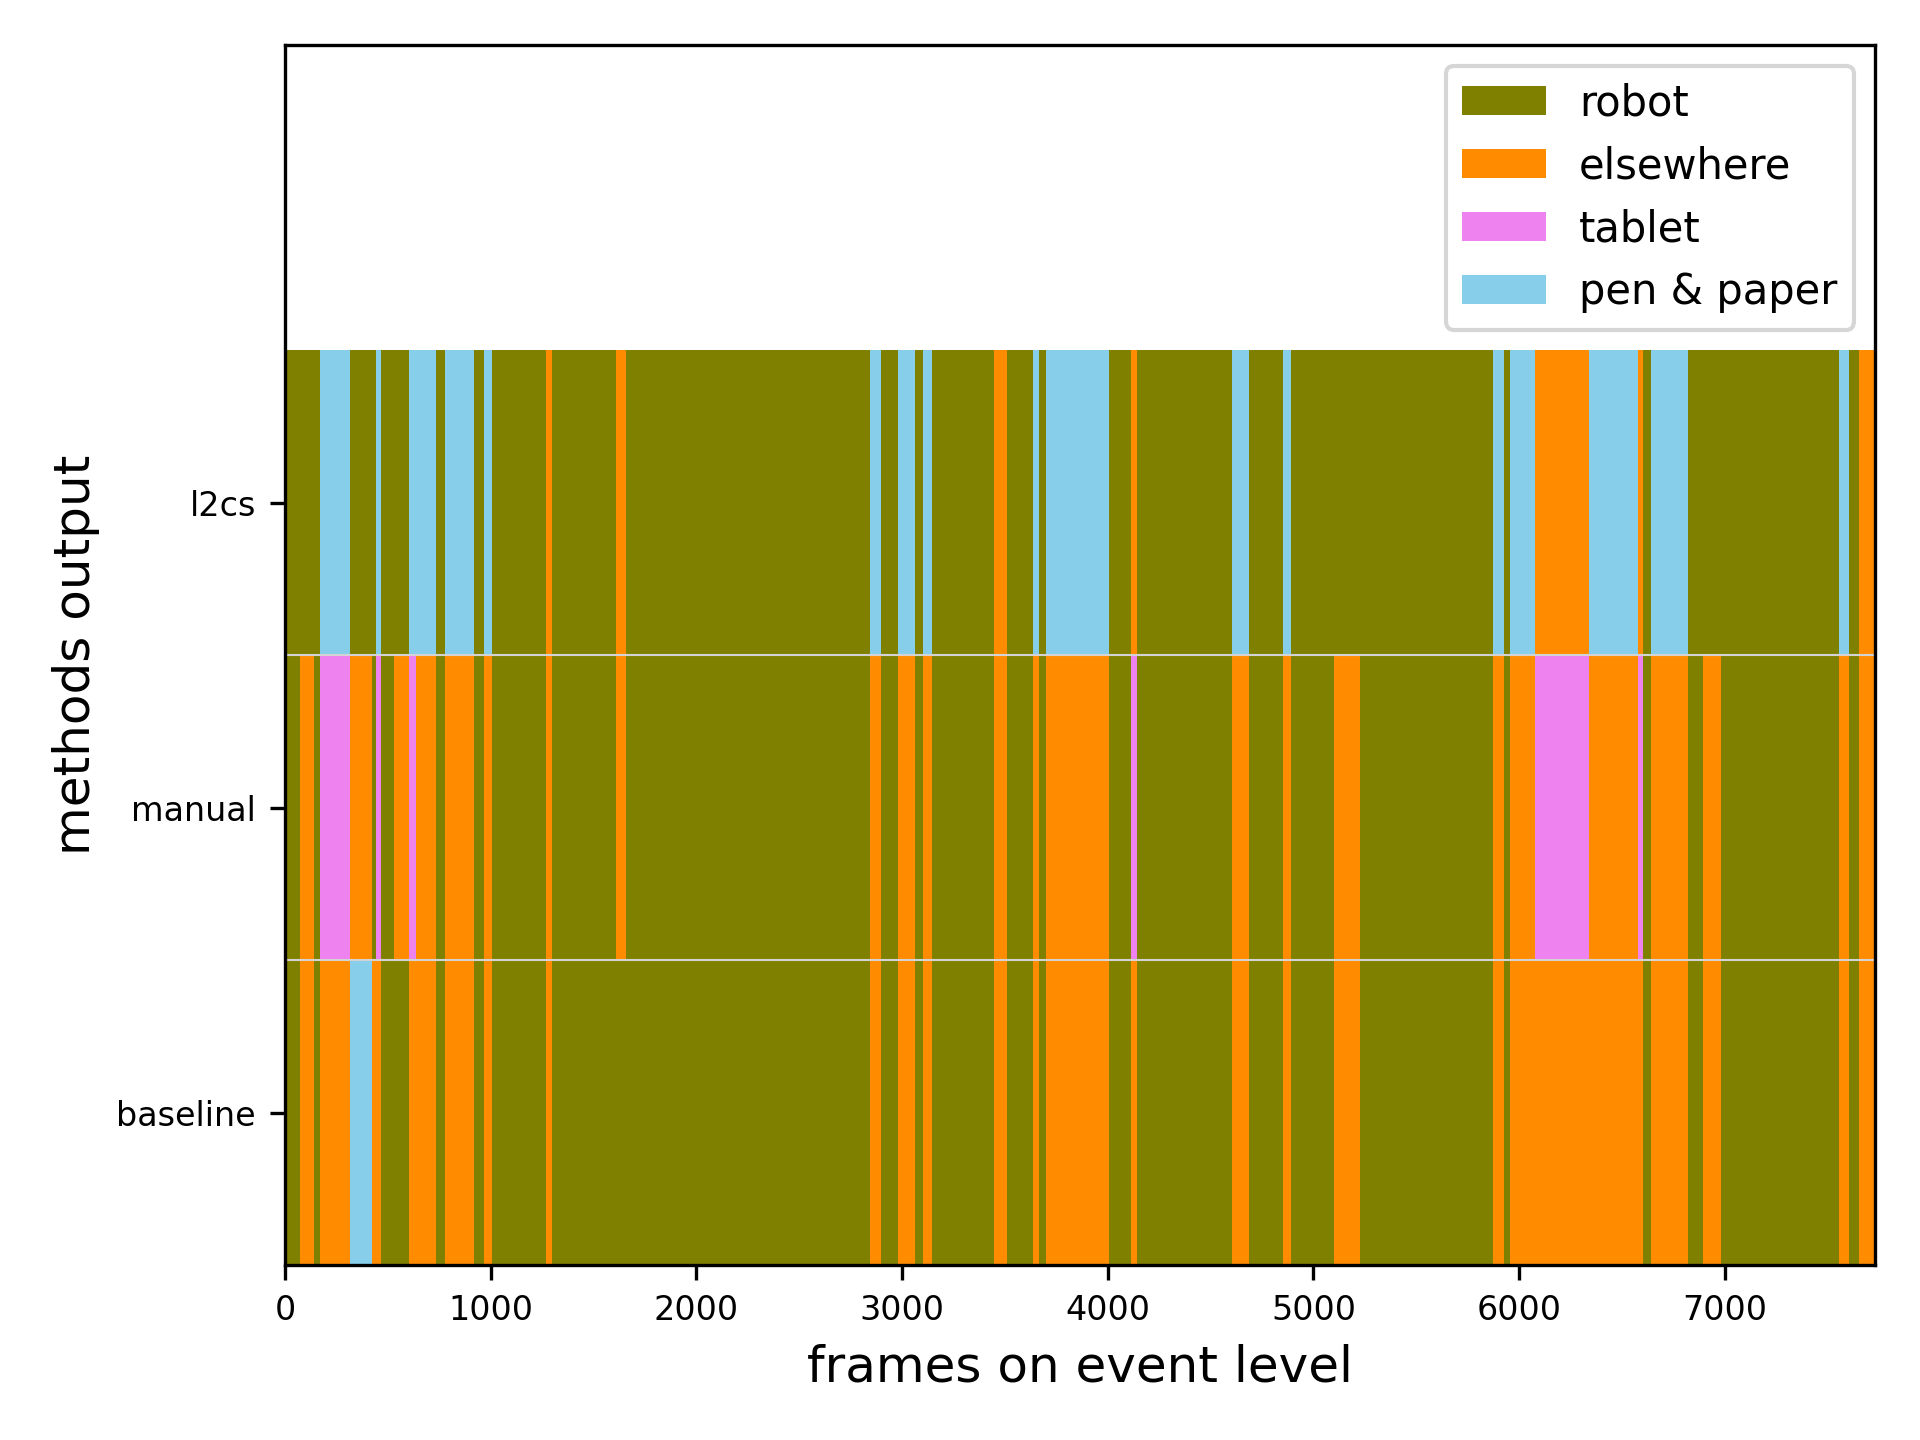 robot
elsewhere
tablet
pen & paper
methods output
l2cs
manual
baseline
0 1000 2000 3000 4000 5000 6000 7000
frames on event level